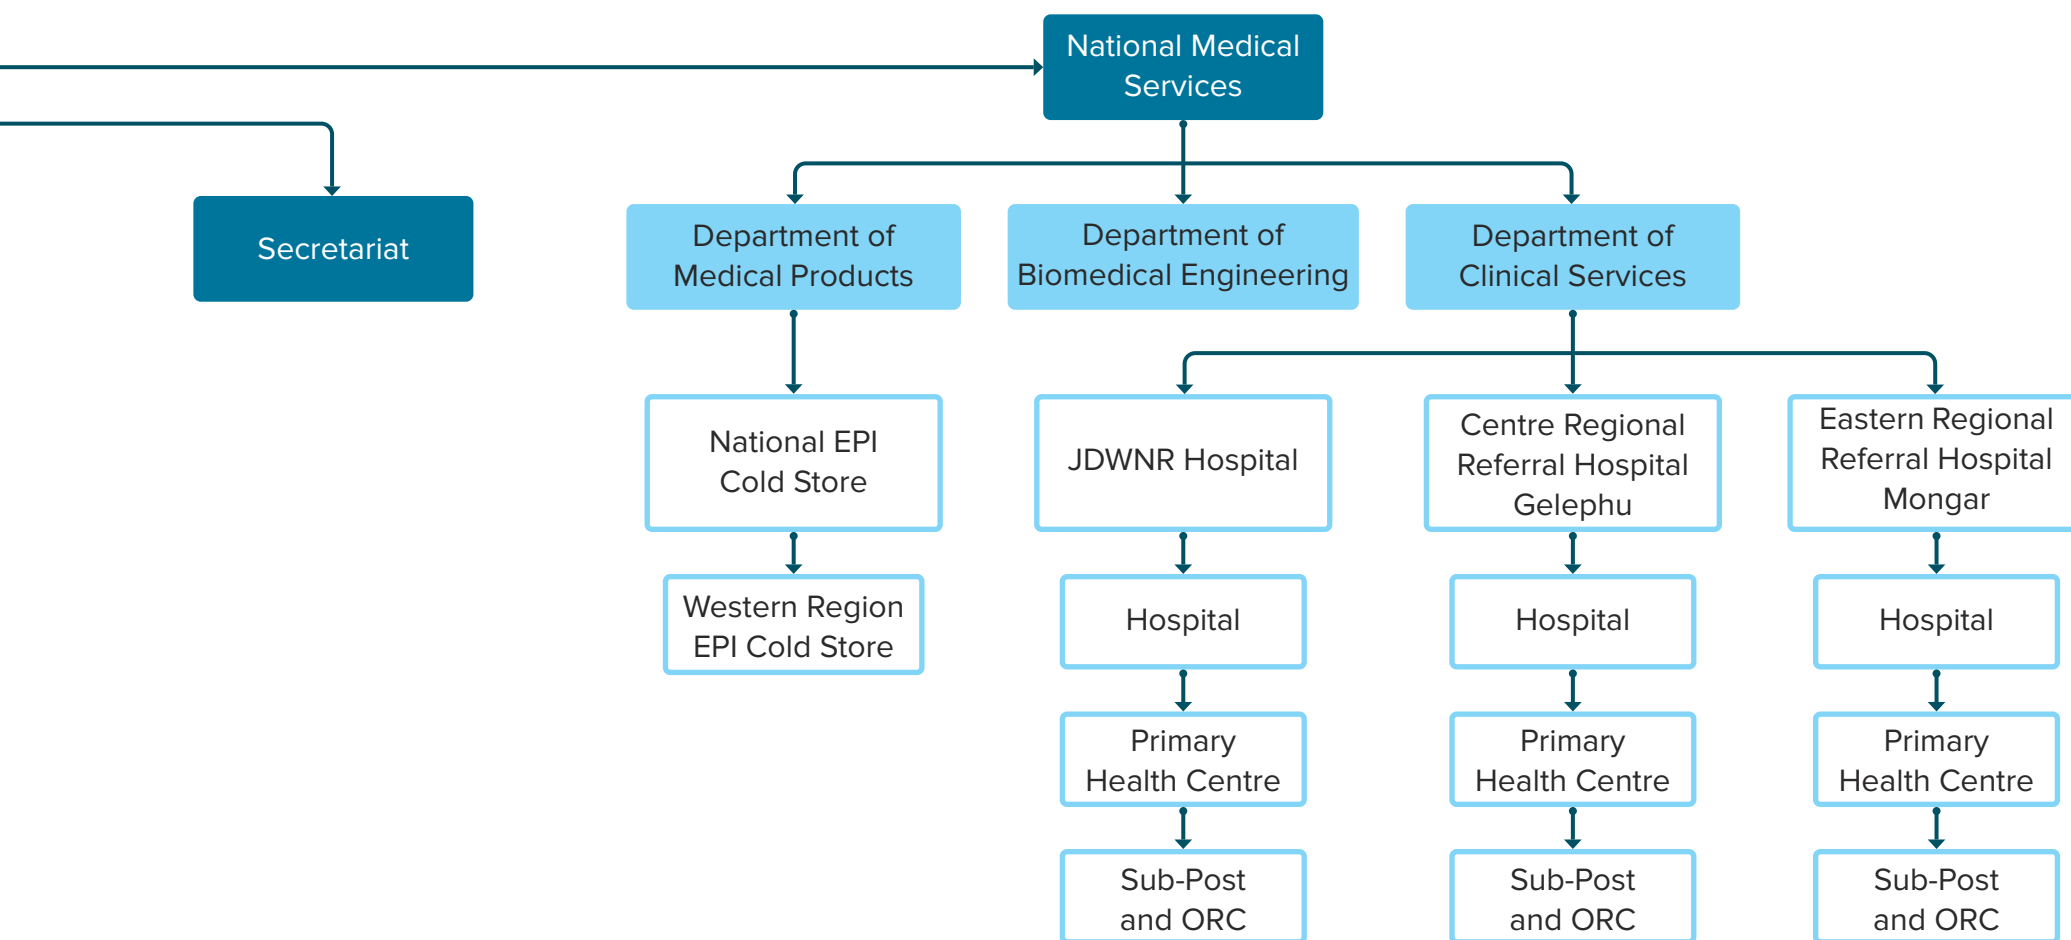 National Medical
Services
Secretariat
Department of
Medical Products
Department of
Biomedical Engineering
Department of
Clinical Services
National EPI
Cold Store
JDWNR Hospital
Centre Regional
Referral Hospital
Gelephu
Eastern Regional
Referral Hospital
Mongar
Western Region
EPI Cold Store
Hospital
Hospital
Hospital
Primary
Health Centre
Primary
Health Centre
Primary
Health Centre
Sub-Post
and ORC
Sub-Post
and ORC
Sub-Post
and ORC